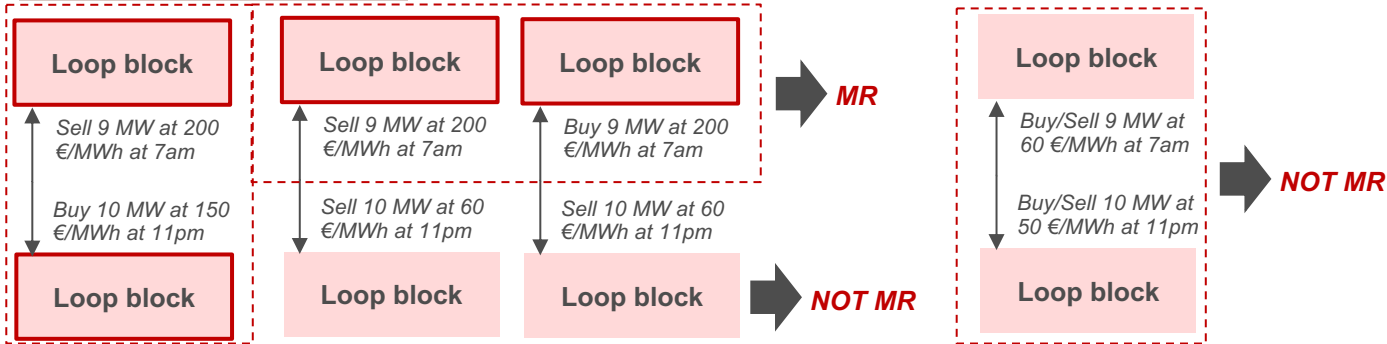 Loop block
Loop block
Loop block
Loop block
MR
Sell 9 MW at 200
€/MWh at 7am
Sell 9 MW at 200
€/MWh at 7am
Buy 9 MW at 200
€/MWh at 7am
Buy/Sell 9 MW at
60 €/MWh at 7am
NOT MR
Buy 10 MW at 150
€/MWh at 11pm
Sell 10 MW at 60
€/MWh at 11pm
Sell 10 MW at 60
€/MWh at 11pm
Buy/Sell 10 MW at
50 €/MWh at 11pm
Loop block
Loop block
Loop block
NOT MR
Loop block